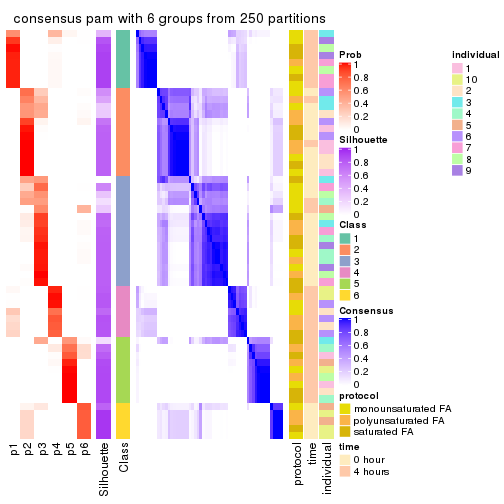 consensus pam with 6 groups from 250 partitions
Prob
1
0.8
0.6
0.4
0.2
0
Silhouette
1
0.8
0.6
0.4
0.2
0
Class
1
2
3
4
5
6
Consensus
1
0.8
0.6
0.4
0.2
0
protocol
monounsaturated FA
polyunsaturated FA
saturated FA
time
0 hour
4 hours
individual
1
10
2
3
4
5
6
7
8
9
p1
p2
p3
p4
p5
p6
Silhouette
Class
protocol
time
individual